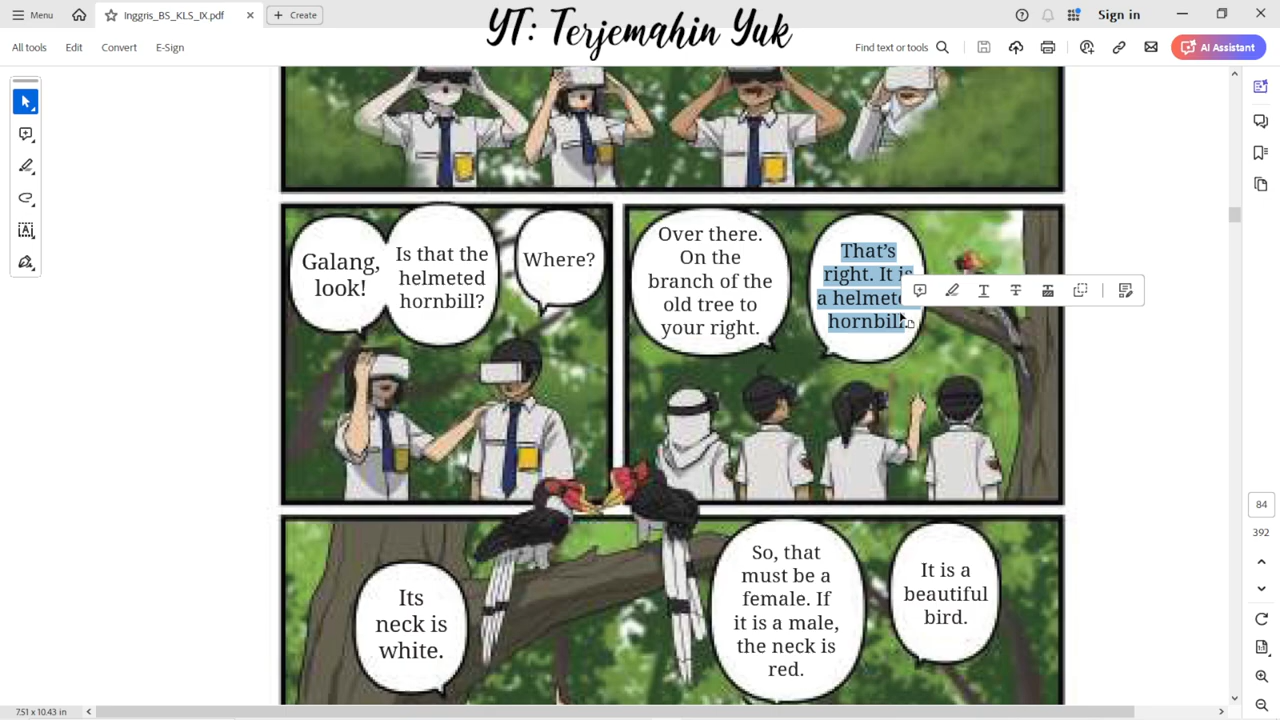 Menu
Inggris_BS_KLS_IX.pdf
Create
YT: Terjemahin Yuk
Sign in
All tools
Edit
Convert
E-Sign
Find text or tools
AI Assistant
Galang,
look!
Is that the
helmeted
hornbill?
Where?
Over there.
On the
branch of the
old tree to
your right.
That's
right. It is
a helmeted
hornbill.
Its
neck is
white.
So, that
must be a
female. If
it is a male,
the neck is
red.
It is a
beautiful
bird.
84
392
7.51 x 10.43 in